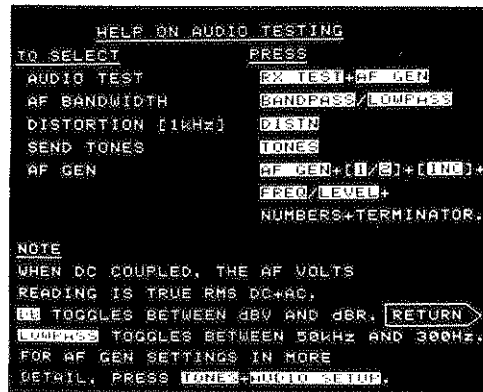 HELP ON AUDIO TESTING
TO SELECT PRESS
AUDIO TEST RX TEST+AF GEN
AF BANDWIDTH BANDPASS/LOWPASS
DISTORTION [1kHz] DISTN
SEND TONES TONES
AF GEN AF GEN+[1/2]+[INC]+
FREQ/LEVEL+
NUMBERS+TERMINATOR.
NOTE
WHEN DC COUPLED, THE AF VOLTS
READING IS TRUE RMS DC+AC.
TOGGLES BETWEEN dBV AND dBR. RETURN
LOWPASS TOGGLES BETWEEN 50kHz AND 300Hz.
FOR AF GEN SETTINGS IN MORE
DETAIL, PRESS TONES+AUDIO SETUP.